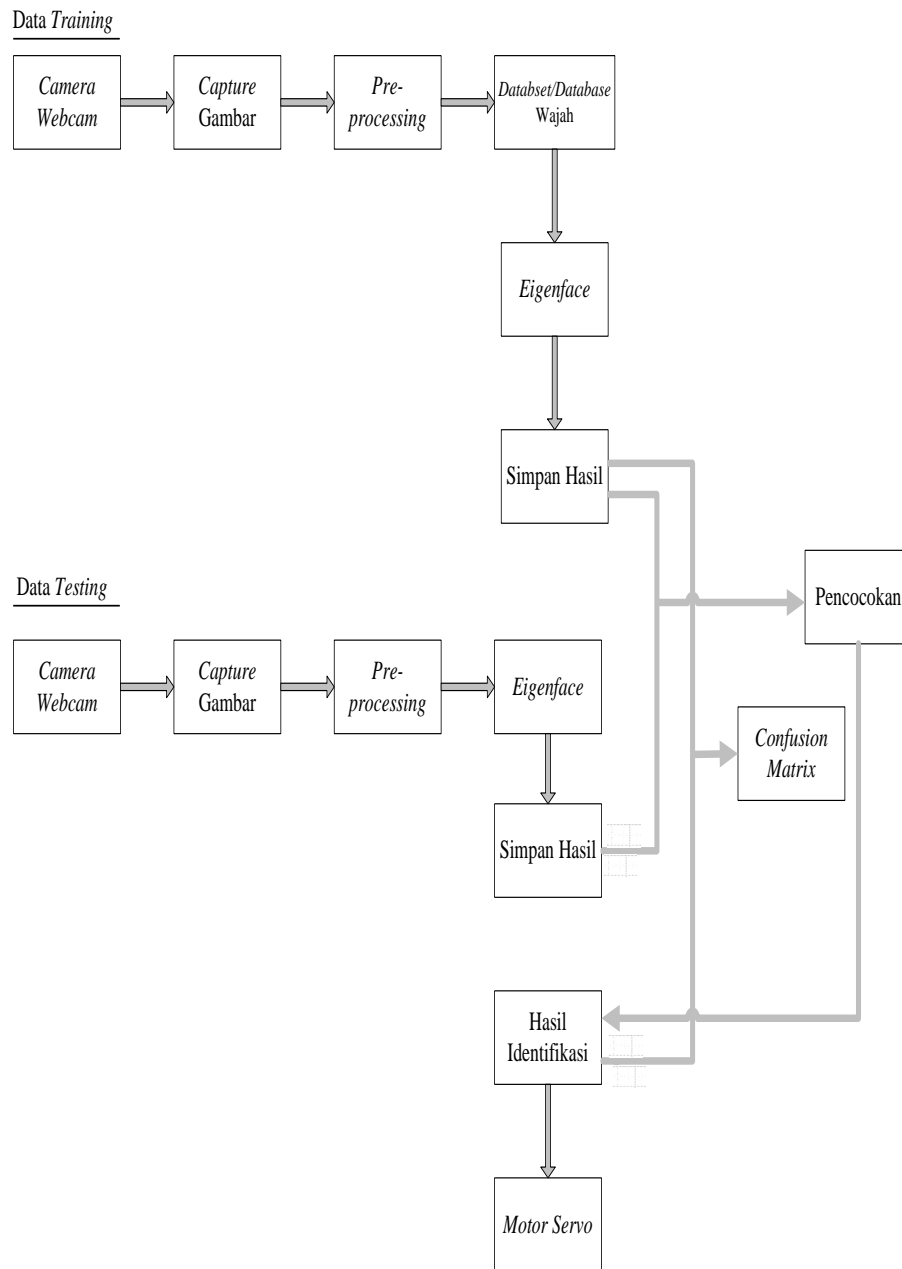 Data Training
Camera
Webcam
Capture
Gambar
Pre-
processing
Databset/Database
Wajah
Eigenface
Simpan Hasil
Pencocokan
Data Testing
Camera
Webcam
Capture
Gambar
Pre-
processing
Eigenface
Confusion
Matrix
Simpan Hasil
Hasil
Identifikasi
Motor Servo